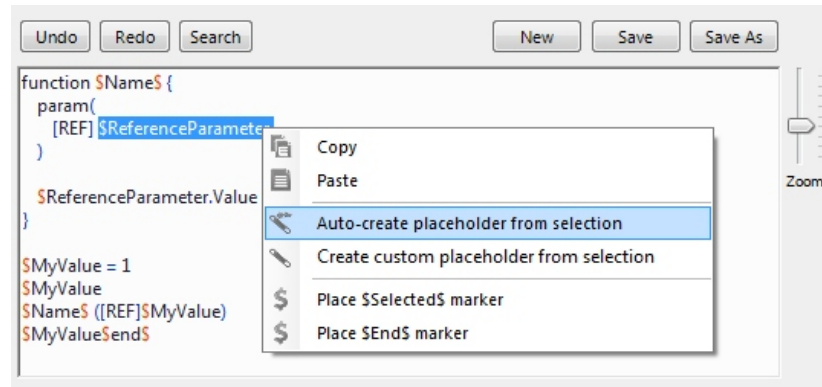 Undo Redo Search New Save Save As
function $Name$ {
param(
[REF] $ReferenceParameter
)
$ReferenceParameter.Value
}
$MyValue = 1
$MyValue
$Name$ ([REF]$MyValue)
$MyValue$end$
Copy
Paste
Auto-create placeholder from selection
Create custom placeholder from selection
$ Place $Selected$ marker
$ Place $End$ marker
Zoom